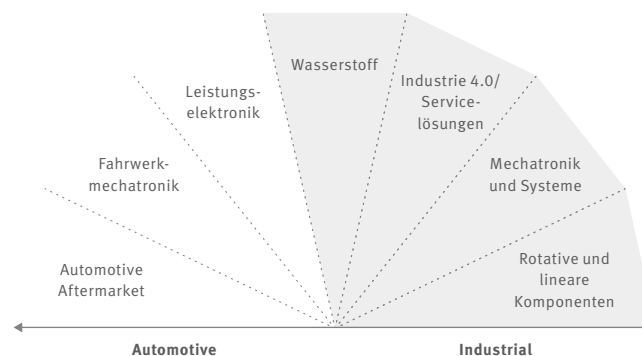 Wasserstoff
Leistungs-
elektronik
Industrie 4.0/
Service-
lösungen
Fahrwerk-
mechatronik
Mechatronik
und Systeme
Automotive
Aftermarket
Rotative und
lineare
Komponenten
Automotive
Industrial